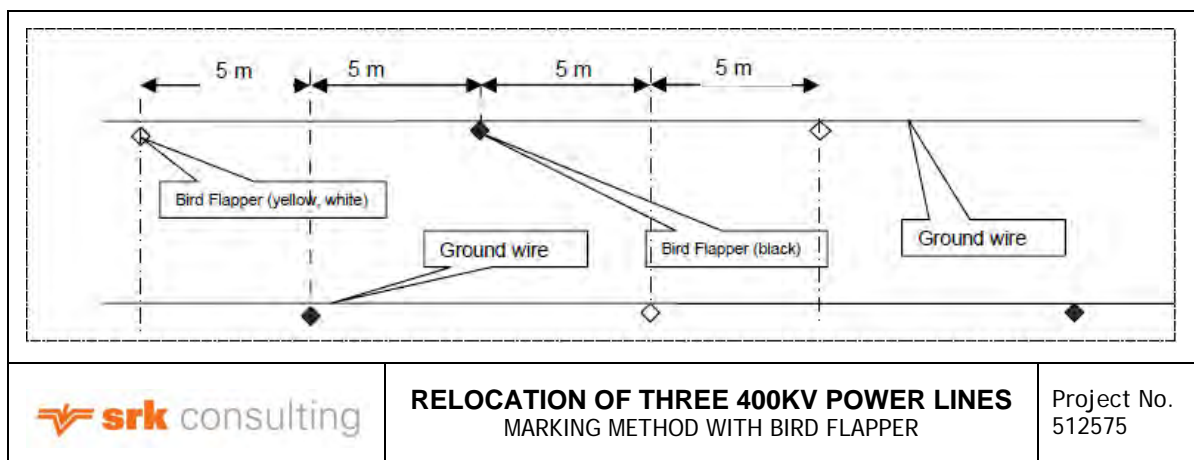 5 m
5 m
5 m
5 m
Bird Flapper (yellow, white)
Ground wire
Bird Flapper (black)
Ground wire
srk consulting
RELOCATION OF THREE 400KV POWER LINES
MARKING METHOD WITH BIRD FLAPPER
Project No.
512575